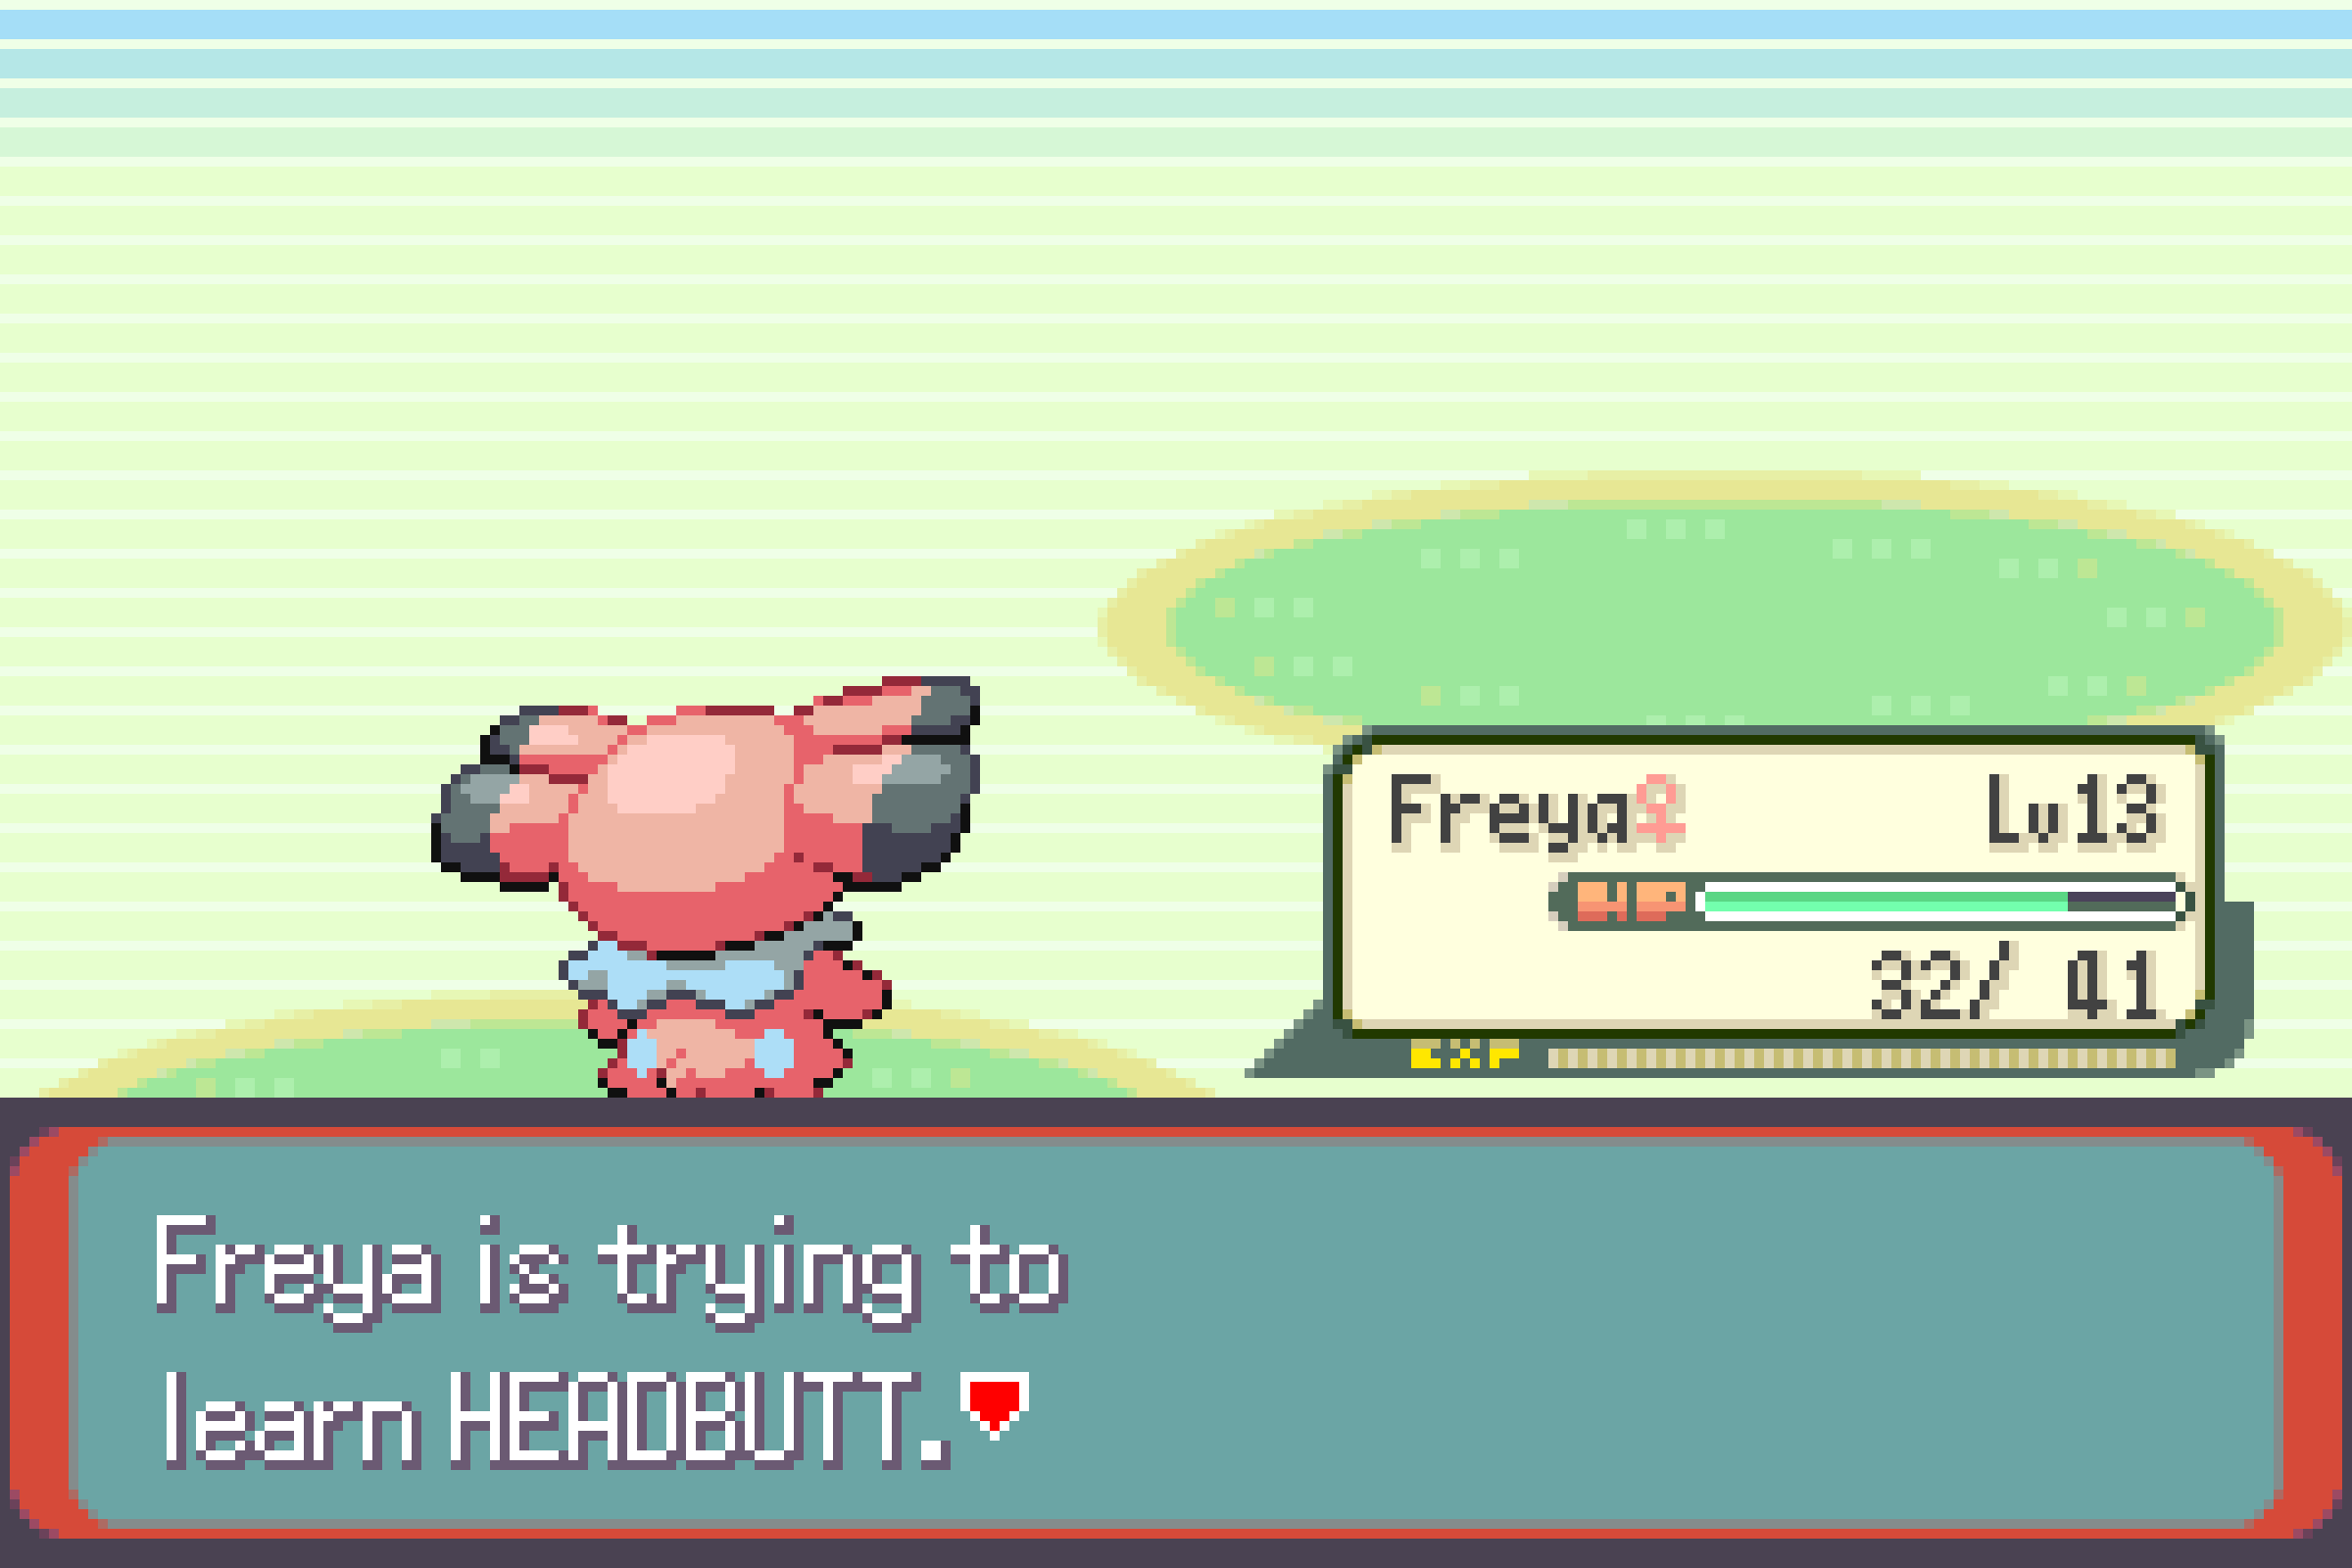 Freya♀ Lv13
HP
32/ 41
EXP
Freya is trying to
learn HEADBUTT.